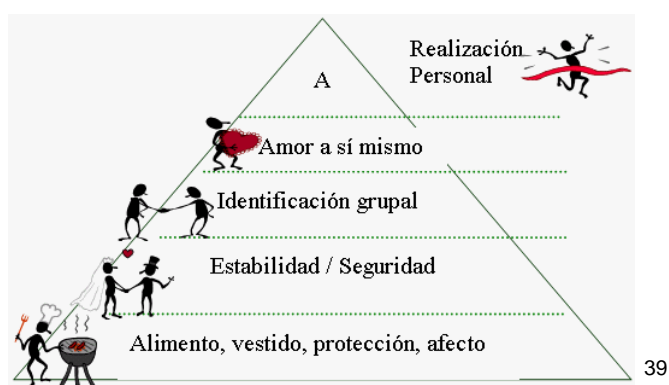 Realización
Personal
A
Amor a sí mismo
Identificación grupal
Estabilidad / Seguridad
Alimento, vestido, protección, afecto
39